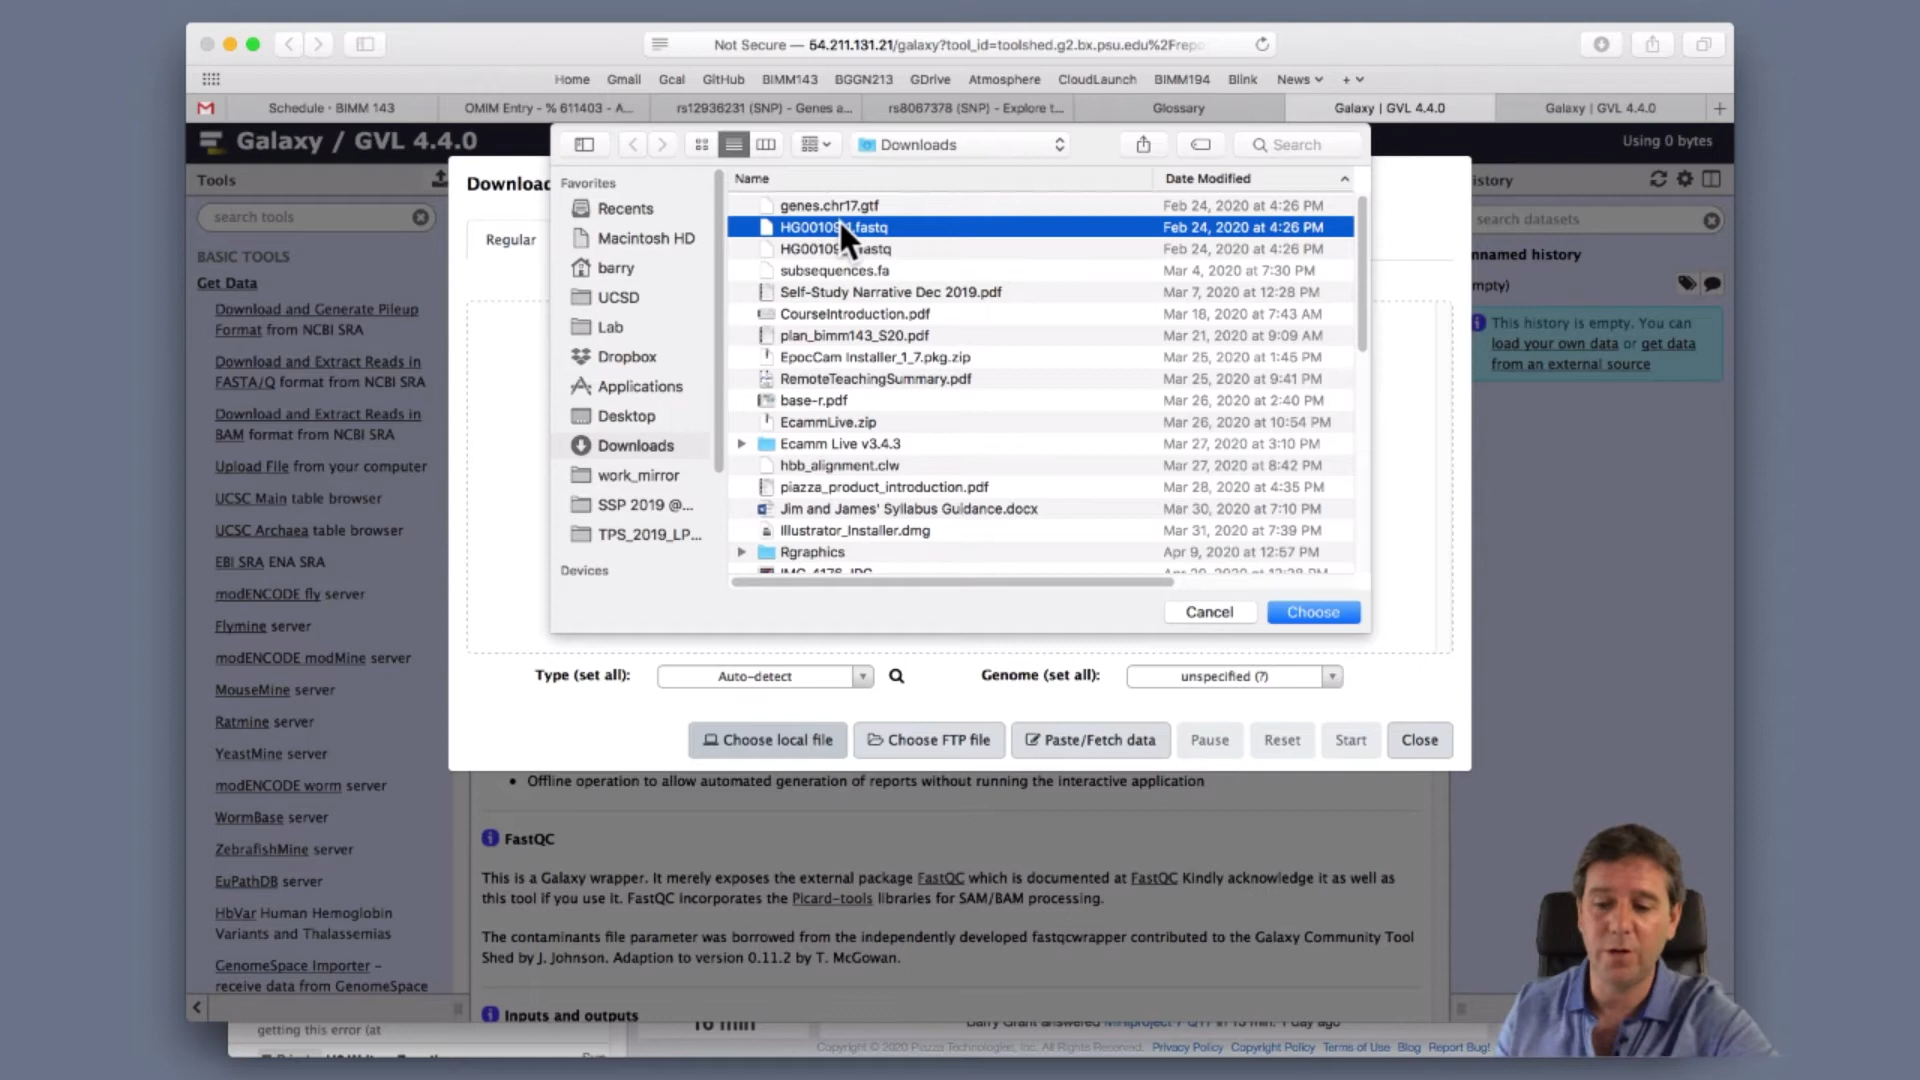 Not Secure — 54.211.131.21/galaxy?tool_id=toolshed.g2.bx.psu.edu%2Frepo
Home Gmail Gcal GitHub BIMM143 BGGN213 GDrive Atmosphere CloudLaunch BIMM194 Blink News +
Schedule · BIMM 143 OMIM Entry - % 611403 - A... rs12936231 (SNP) - Genes a... rs8067378 (SNP) - Explore t... Glossary Galaxy | GVL 4.4.0 Galaxy | GVL 4.4.0 +
Galaxy / GVL 4.4.0
Using 0 bytes
Tools
search tools
BASIC TOOLS
Get Data
Download and Generate Pileup
Format from NCBI SRA
Download and Extract Reads in
FASTA/Q format from NCBI SRA
Download and Extract Reads in
BAM format from NCBI SRA
Upload File from your computer
UCSC Main table browser
UCSC Archaea table browser
EBI SRA ENA SRA
modENCODE fly server
Flymine server
modENCODE modMine server
MouseMine server
Ratmine server
YeastMine server
modENCODE worm server
WormBase server
ZebrafishMine server
EuPathDB server
HbVar Human Hemoglobin
Variants and Thalassemias
GenomeSpace Importer -
receive data from GenomeSpace
Download
Regular
Downloads
Search
Favorites
Recents
Macintosh HD
barry
UCSD
Lab
Dropbox
Applications
Desktop
Downloads
work_mirror
SSP 2019 @...
TPS_2019_LP...
Devices
Name Date Modified
genes.chr17.gtf Feb 24, 2020 at 4:26 PM
HG00109 .fastq Feb 24, 2020 at 4:26 PM
HG00109 fastq Feb 24, 2020 at 4:26 PM
subsequences.fa Mar 4, 2020 at 7:30 PM
Self-Study Narrative Dec 2019.pdf Mar 7, 2020 at 12:28 PM
CourseIntroduction.pdf Mar 18, 2020 at 7:43 AM
plan_bimm143_S20.pdf Mar 21, 2020 at 9:09 AM
EpocCam Installer_1_7.pkg.zip Mar 25, 2020 at 1:45 PM
RemoteTeachingSummary.pdf Mar 25, 2020 at 9:41 PM
base-r.pdf Mar 26, 2020 at 2:40 PM
EcammLive.zip Mar 26, 2020 at 10:54 PM
Ecamm Live v3.4.3 Mar 27, 2020 at 3:10 PM
hbb_alignment.clw Mar 27, 2020 at 8:42 PM
piazza_product_introduction.pdf Mar 28, 2020 at 4:35 PM
Jim and James' Syllabus Guidance.docx Mar 30, 2020 at 7:10 PM
Illustrator_Installer.dmg Mar 31, 2020 at 7:39 PM
Rgraphics Apr 9, 2020 at 12:57 PM
Cancel Choose
Type (set all): Auto-detect Genome (set all): unspecified (?)
Choose local file Choose FTP file Paste/Fetch data Pause Reset Start Close
• Offline operation to allow automated generation of reports without running the interactive application
FastQC
This is a Galaxy wrapper. It merely exposes the external package FastQC which is documented at FastQC Kindly acknowledge it as well as
this tool if you use it. FastQC incorporates the Picard-tools libraries for SAM/BAM processing.
The contaminants file parameter was borrowed from the independently developed fastqcwrapper contributed to the Galaxy Community Tool
Shed by J. Johnson. Adaption to version 0.11.2 by T. McGowan.
Inputs and outputs
istory
search datasets
nnamed history
mpty)
This history is empty. You can
load your own data or get data
from an external source
getting this error (at
Copyright © 2020 Piazza Technologies, Inc. All Rights Reserved. Privacy Policy Copyright Policy Terms of Use Blog Report Bug!